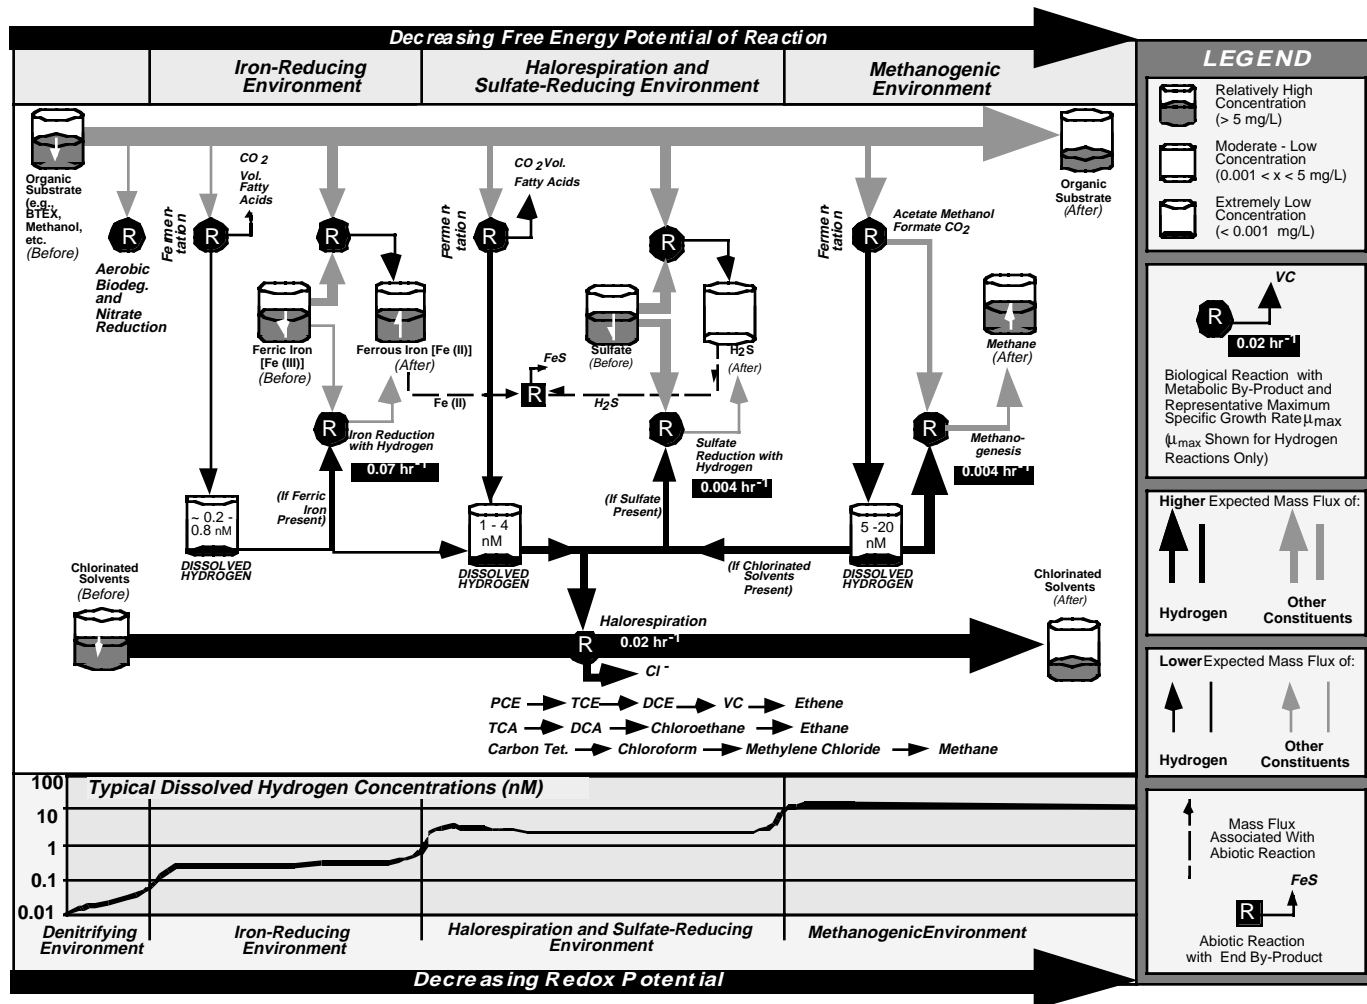 Decreasing Free Energy Potential of Reaction
Iron-Reducing
Environment
Halorespiration and
Sulfate-Reducing Environment
Methanogenic
Environment
Organic
Substrate
(e.g.,
BTEX,
Methanol,
etc.
(Before)
R
Aerobic
Biodeg. and
Nitrate Reduction
Fermen-
tation
R
CO2
Vol.
Fatty
Acids
R
Ferric Iron
[Fe (III)]
(Before)
Ferrous Iron [Fe (II)]
(After)
R
Iron Reduction
with Hydrogen
0.07 hr-1
(If Ferric
Iron
Present)
~ 0.2 -
0.8 nM
DISSOLVED
HYDROGEN
Fermen-
tation
R
CO2 Vol.
Fatty Acids
FeS
R
Fe (II)
H2S
R
Sulfate
(Before)
H2S
(After)
R
Sulfate
Reduction with
Hydrogen
0.004 hr-1
(If Sulfate
Present)
1 - 4
nM
DISSOLVED
HYDROGEN
Fermen-
tation
R
Acetate Methanol
Formate CO2
Methane
(After)
R
Methano-
genesis
0.004 hr-1
(If Chlorinated
Solvents
Present)
5 -20
nM
DISSOLVED
HYDROGEN
Organic
Substrate
(After)
Chlorinated
Solvents
(Before)
Halorespiration
R
0.02 hr-1
Cl-
Chlorinated
Solvents
(After)
PCE TCE DCE VC Ethene
TCA DCA Chloroethane Ethane
Carbon Tet. Chloroform Methylene Chloride Methane
Typical Dissolved Hydrogen Concentrations (nM)
100
10
1
0.1
0.01
Denitrifying
Environment
Iron-Reducing
Environment
Halorespiration and Sulfate-Reducing
Environment
MethanogenicEnvironment
Decreasing Redox Potential
LEGEND
Relatively High
Concentration
(> 5 mg/L)
Moderate - Low
Concentration
(0.001 < x < 5 mg/L)
Extremely Low
Concentration
(< 0.001 mg/L)
VC
R
0.02 hr-1
Biological Reaction with
Metabolic By-Product and
Representative Maximum
Specific Growth Rate µmax
(µmax Shown for Hydrogen
Reactions Only)
Higher Expected Mass Flux of:
Hydrogen
Other
Constituents
Lower Expected Mass Flux of:
Hydrogen
Other
Constituents
Mass Flux
Associated With
Abiotic Reaction
FeS
R
Abiotic Reaction
with End By-Product